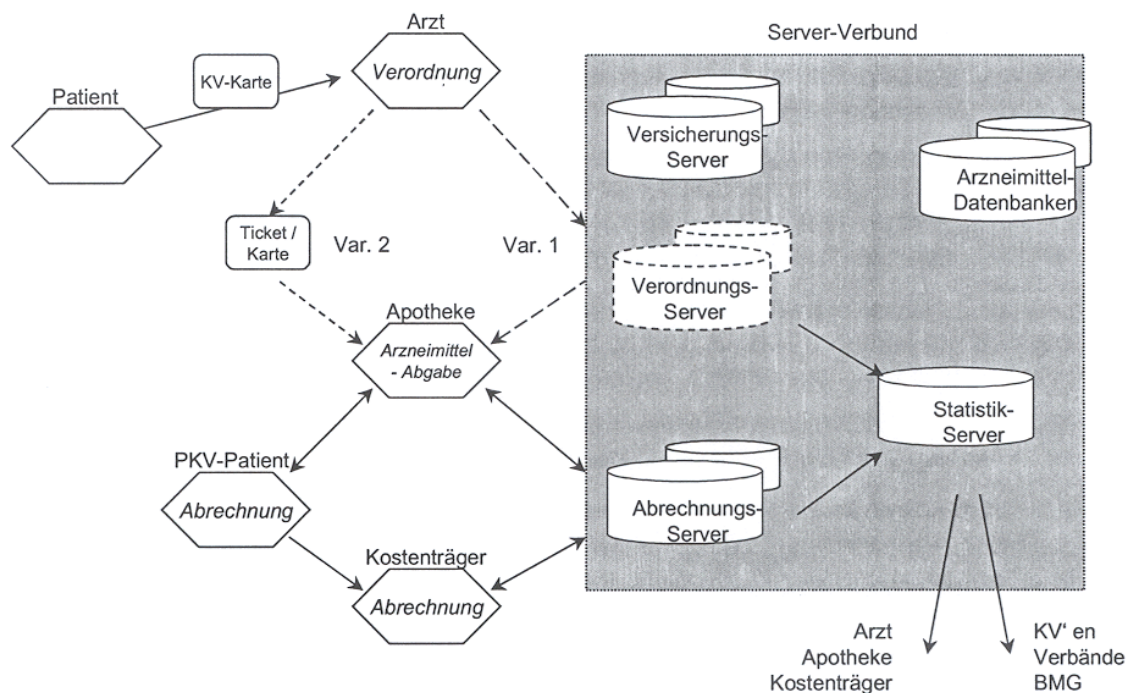 Arzt
Server-Verbund
Verordnung
KV-Karte
Patient
Versicherungs-
Server
Arzneimittel-
Datenbanken
Ticket /
Karte
Var. 2
Var. 1
Verordnungs-
Server
Apotheke
Arzneimittel
- Abgabe
Statistik-
Server
PKV-Patient
Abrechnung
Abrechnungs-
Server
Kostenträger
Abrechnung
Arzt
Apotheke
Kostenträger
KV' en
Verbände
BMG